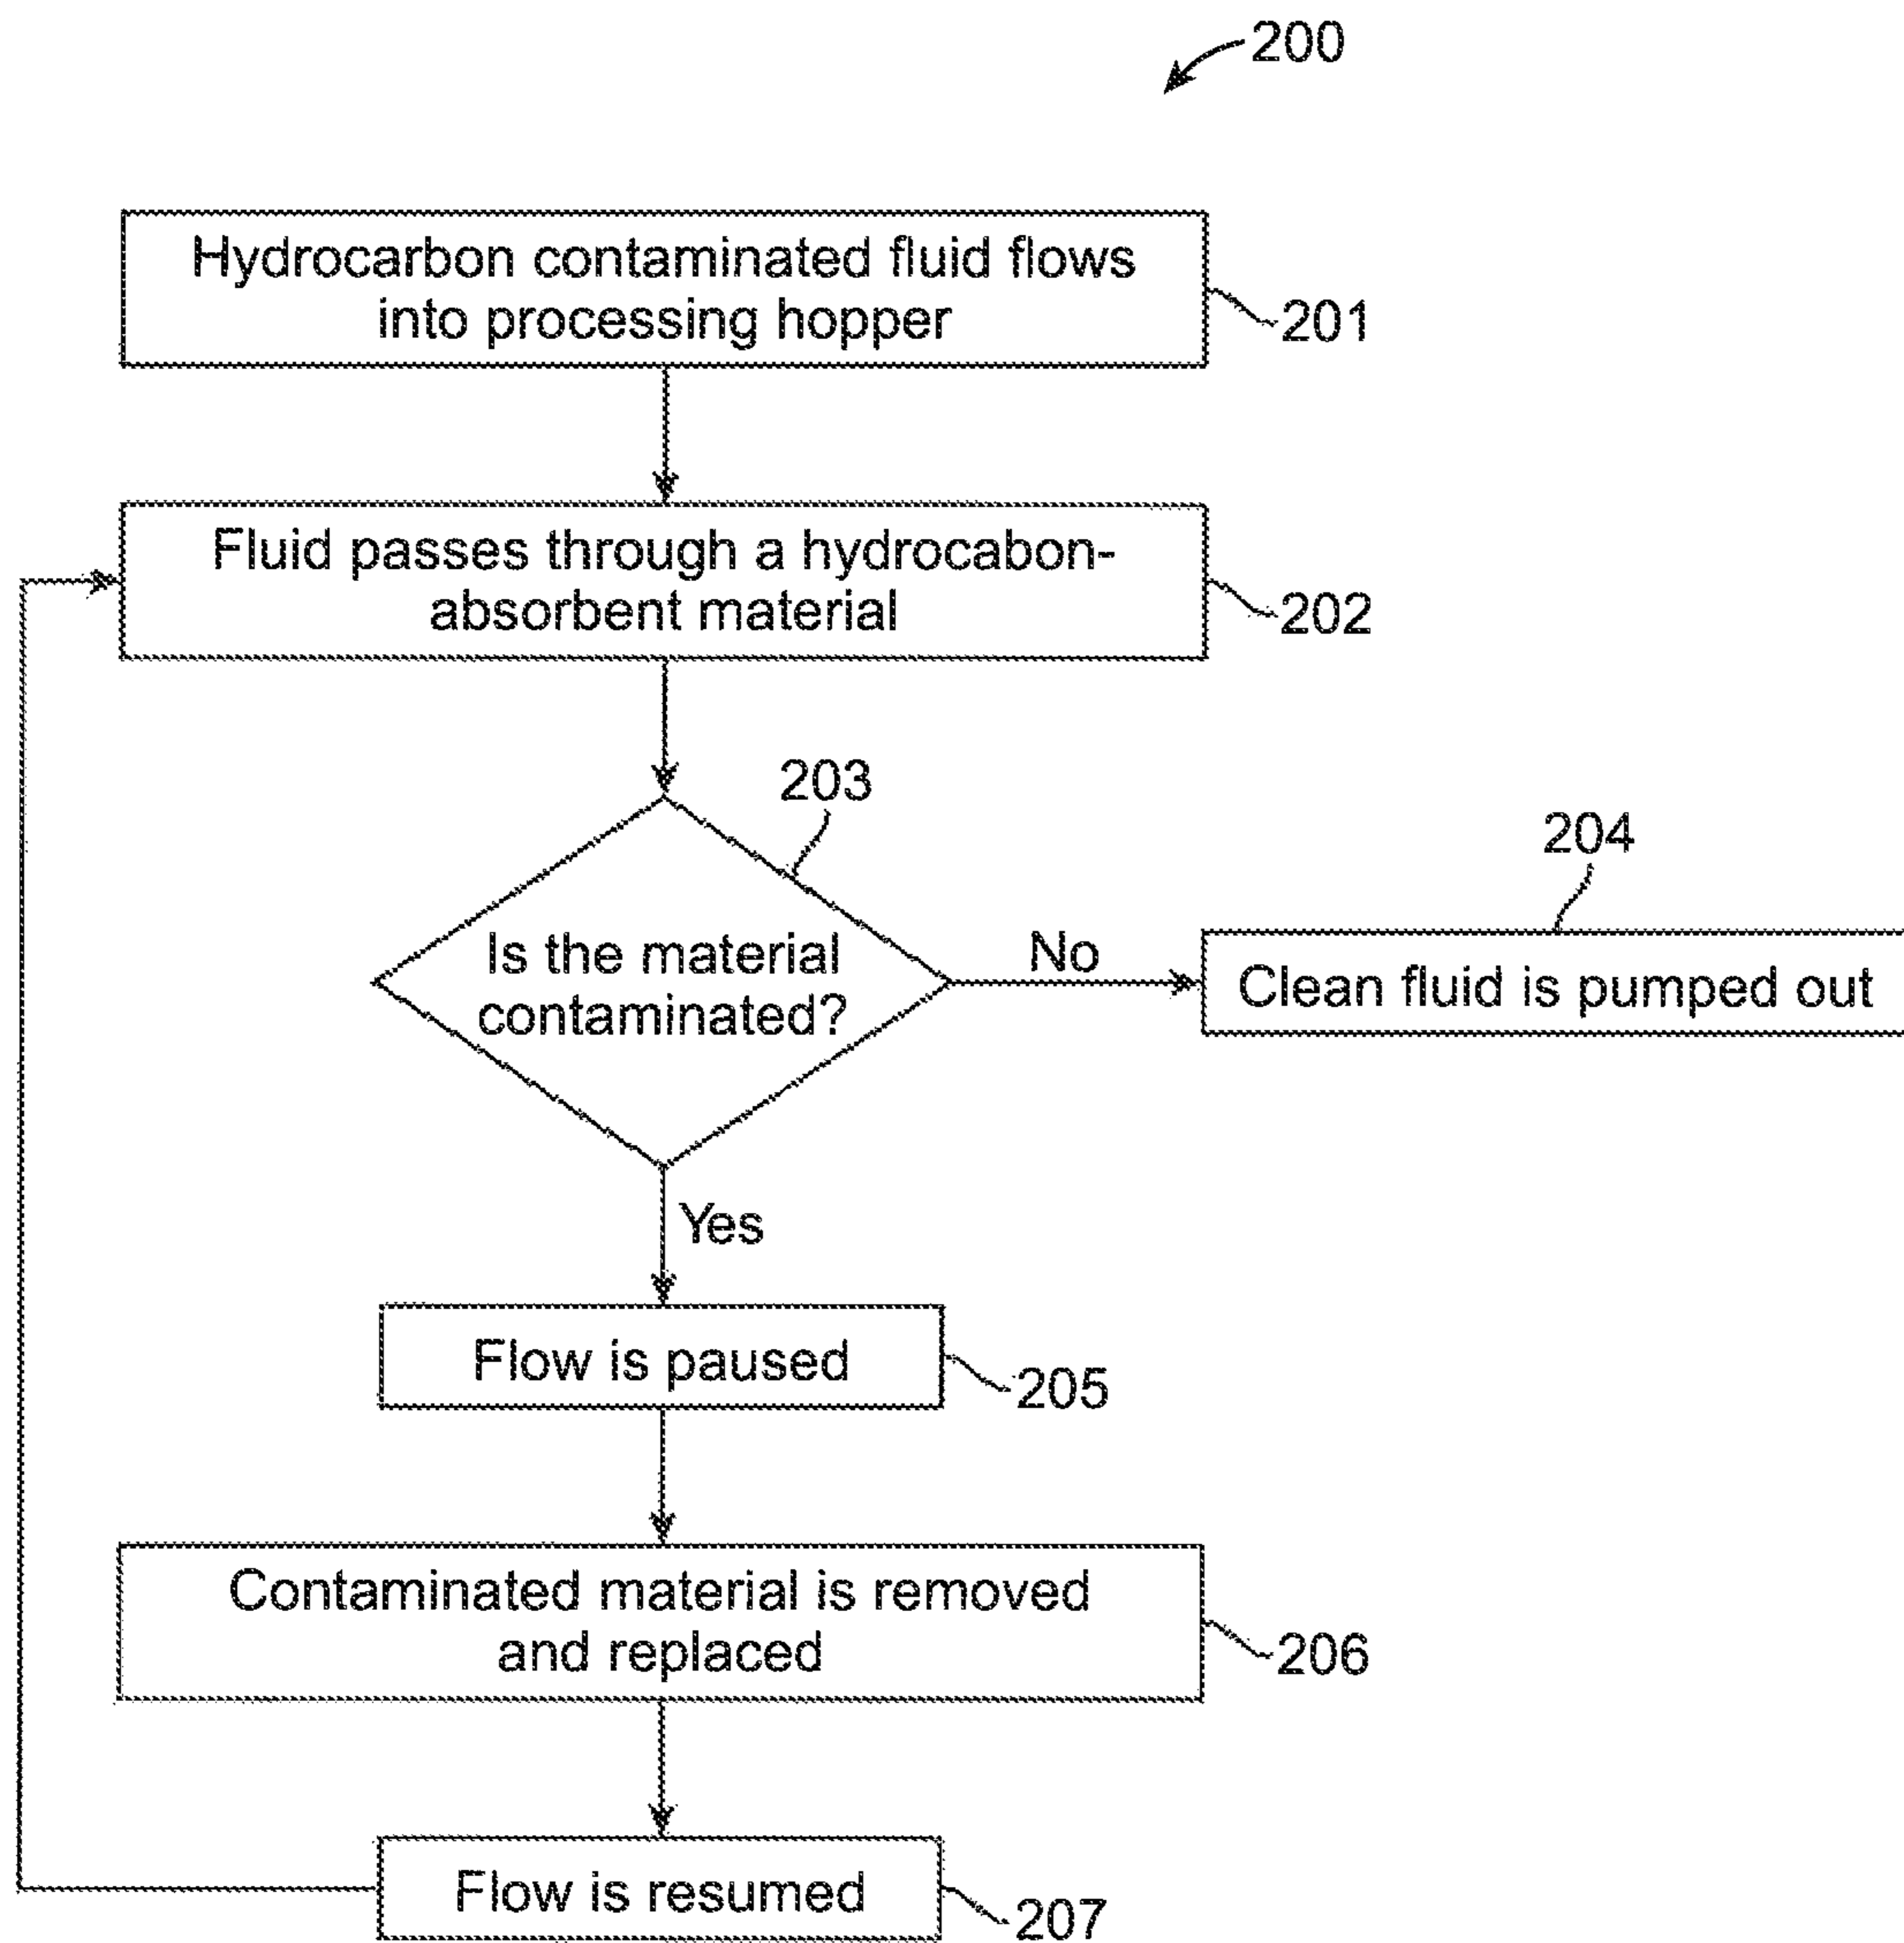 200
Hydrocarbon contaminated fluid flows
into processing hopper
201
Fluid passes through a hydrocabon-
absorbent material
202
203
Is the material
contaminated?
No
204
Clean fluid is pumped out
Yes
Flow is paused
205
Contaminated material is removed
and replaced
206
Flow is resumed
207